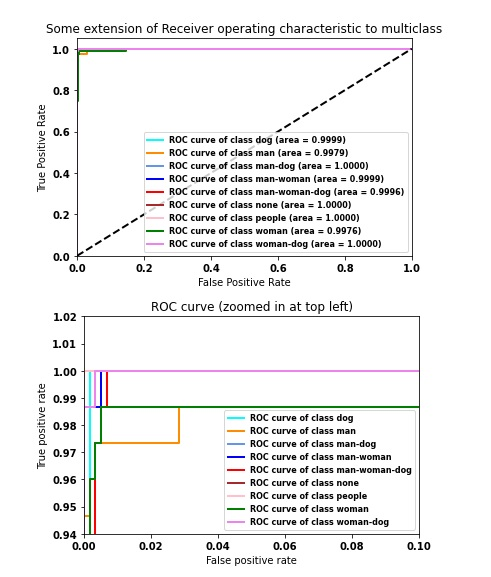 Some extension of Receiver operating characteristic to multiclass
1.0
0.8
0.6
0.4
0.2
0.0
True Positive Rate
ROC curve of class dog (area = 0.9999)
ROC curve of class man (area = 0.9979)
ROC curve of class man-dog (area = 1.0000)
ROC curve of class man-woman (area = 0.9999)
ROC curve of class man-woman-dog (area = 0.9996)
ROC curve of class none (area = 1.0000)
ROC curve of class people (area = 1.0000)
ROC curve of class woman (area = 0.9976)
ROC curve of class woman-dog (area = 1.0000)
0.0 0.2 0.4 0.6 0.8 1.0
False Positive Rate
ROC curve (zoomed in at top left)
1.02
1.01
1.00
0.99
0.98
0.97
0.96
0.95
0.94
True positive rate
ROC curve of class dog
ROC curve of class man
ROC curve of class man-dog
ROC curve of class man-woman
ROC curve of class man-woman-dog
ROC curve of class none
ROC curve of class people
ROC curve of class woman
ROC curve of class woman-dog
0.00 0.02 0.04 0.06 0.08 0.10
False positive rate